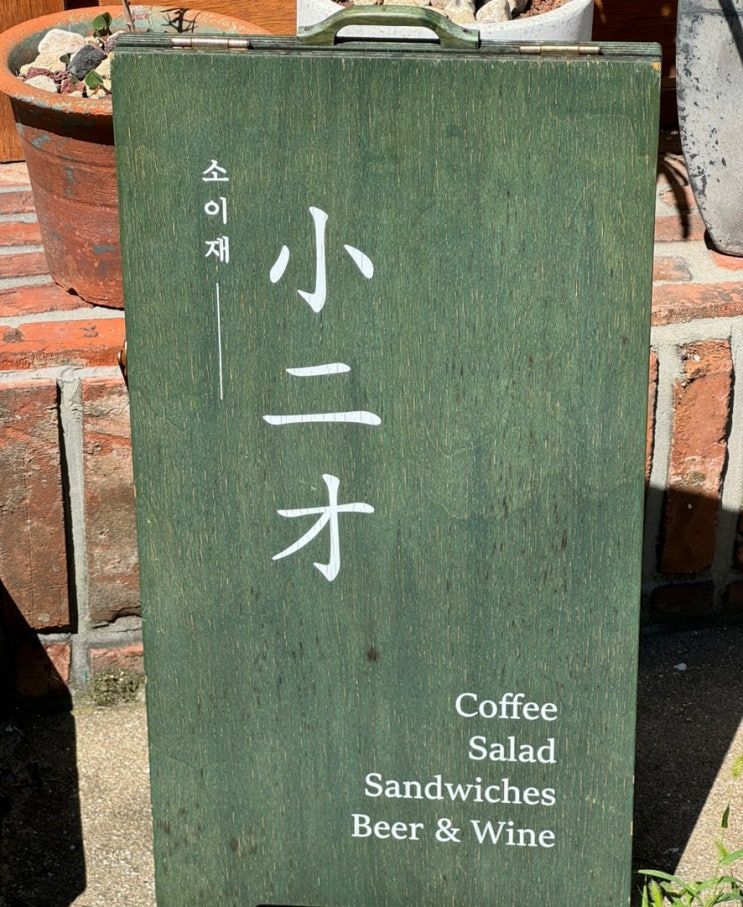 소이재
小二才
Coffee
Salad
Sandwiches
Beer & Wine